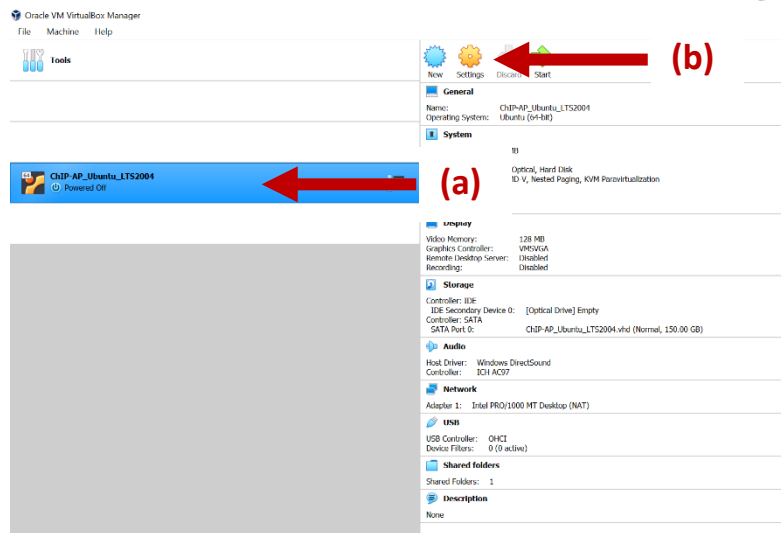 Oracle VM VirtualBox Manager
File Machine Help
Tools
New Settings Discard Start
(b)
General
Name: ChIP-AP_Ubuntu_LTS2004
Operating System: Ubuntu (64-bit)
System
ChIP-AP_Ubuntu_LTS2004
Powered Off
(a)
Optical, Hard Disk
Nested Paging, KVM Paravirtualization
Display
Video Memory: 128 MB
Graphics Controller: VMSVGA
Remote Desktop Server: Disabled
Recording: Disabled
Storage
Controller: IDE
IDE Secondary Device 0: [Optical Drive] Empty
Controller: SATA
SATA Port 0: ChIP-AP_Ubuntu_LTS2004.vhd (Normal, 150.00 GB)
Audio
Host Driver: Windows DirectSound
Controller: ICH AC97
Network
Adapter 1: Intel PRO/1000 MT Desktop (NAT)
USB
USB Controller: OHCI
Device Filters: 0 (0 active)
Shared folders
Shared Folders: 1
Description
None